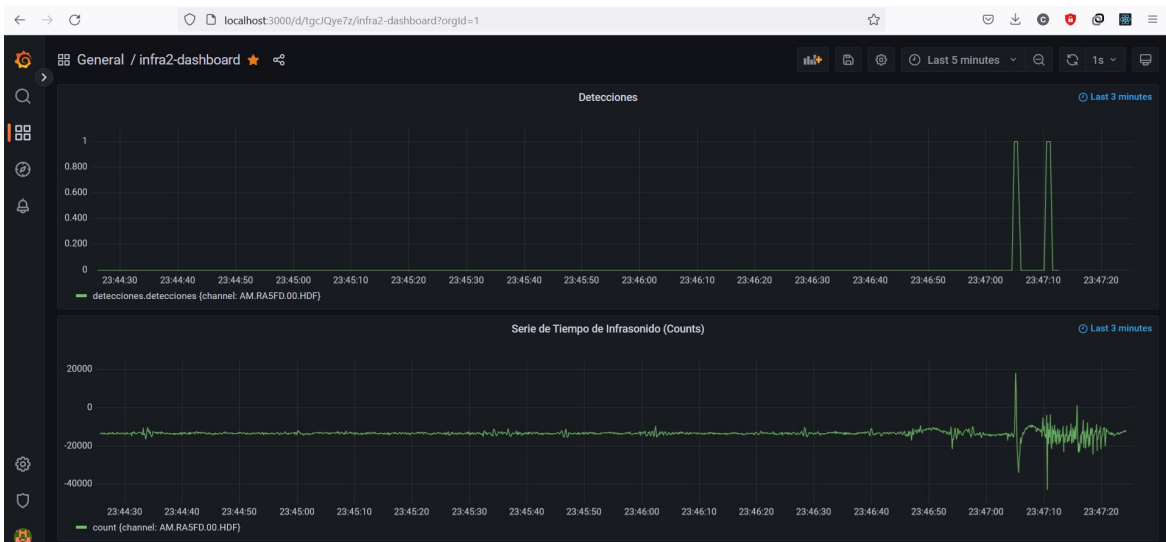 localhost:3000/d/tgcJQye7z/infra2-dashboard?orgId=1
General / infra2-dashboard
Last 5 minutes
1s
Detecciones
Last 3 minutes
1
0.800
0.600
0.400
0.200
0
23:44:30 23:44:40 23:44:50 23:45:00 23:45:10 23:45:20 23:45:30 23:45:40 23:45:50 23:46:00 23:46:10 23:46:20 23:46:30 23:46:40 23:46:50 23:47:00 23:47:10 23:47:20
detecciones.detecciones {channel: AM.RA5FD.00.HDF}
Serie de Tiempo de Infrasonido (Counts)
Last 3 minutes
20000
0
-20000
-40000
23:44:30 23:44:40 23:44:50 23:45:00 23:45:10 23:45:20 23:45:30 23:45:40 23:45:50 23:46:00 23:46:10 23:46:20 23:46:30 23:46:40 23:46:50 23:47:00 23:47:10 23:47:20
count {channel: AM.RA5FD.00.HDF}